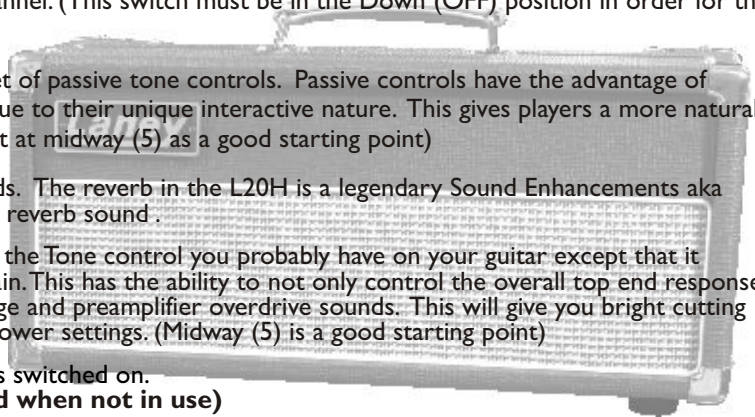 annel. (This switch must be in the Down (OFF) position in order for th
et of passive tone controls. Passive controls have the advantage of
ue to their unique interactive nature. This gives players a more natural
t at midway (5) as a good starting point)
Laney
ds. The reverb in the L20H is a legendary Sound Enhancements aka
reverb sound .
the Tone control you probably have on your guitar except that it
in. This has the ability to not only control the overall top end response
ge and preamplifier overdrive sounds. This will give you bright cutting
ower settings. (Midway (5) is a good starting point)
s switched on.
d when not in use)